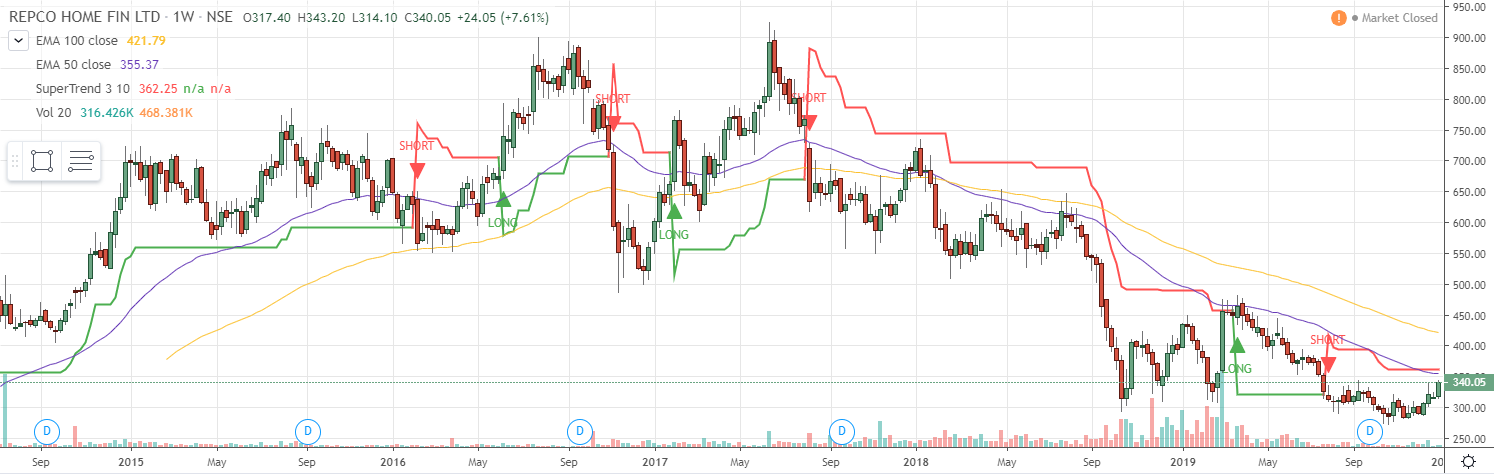 REPCO HOME FIN LTD · 1W · NSE O317.40 H343.20 L314.10 C340.05 +24.05 (+7.61%)
! Market Closed
EMA 100 close 421.79
EMA 50 close 355.37
SuperTrend 3 10 362.25 n/a n/a
Vol 20 316.426K 468.381K
950.00
900.00
850.00
800.00
750.00
700.00
650.00
600.00
550.00
500.00
450.00
400.00
340.05
300.00
250.00
SHORT
LONG
SHORT
LONG
SHORT
LONG
SHORT
D D D D D
Sep 2015 May Sep 2016 May Sep 2017 May Sep 2018 May Sep 2019 May Sep 20